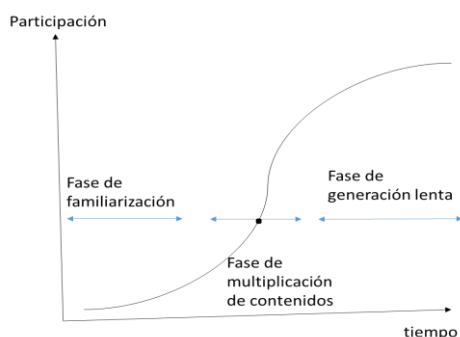 Participación
Fase de
familiarización
Fase de
generación lenta
Fase de
multiplicación
de contenidos
tiempo